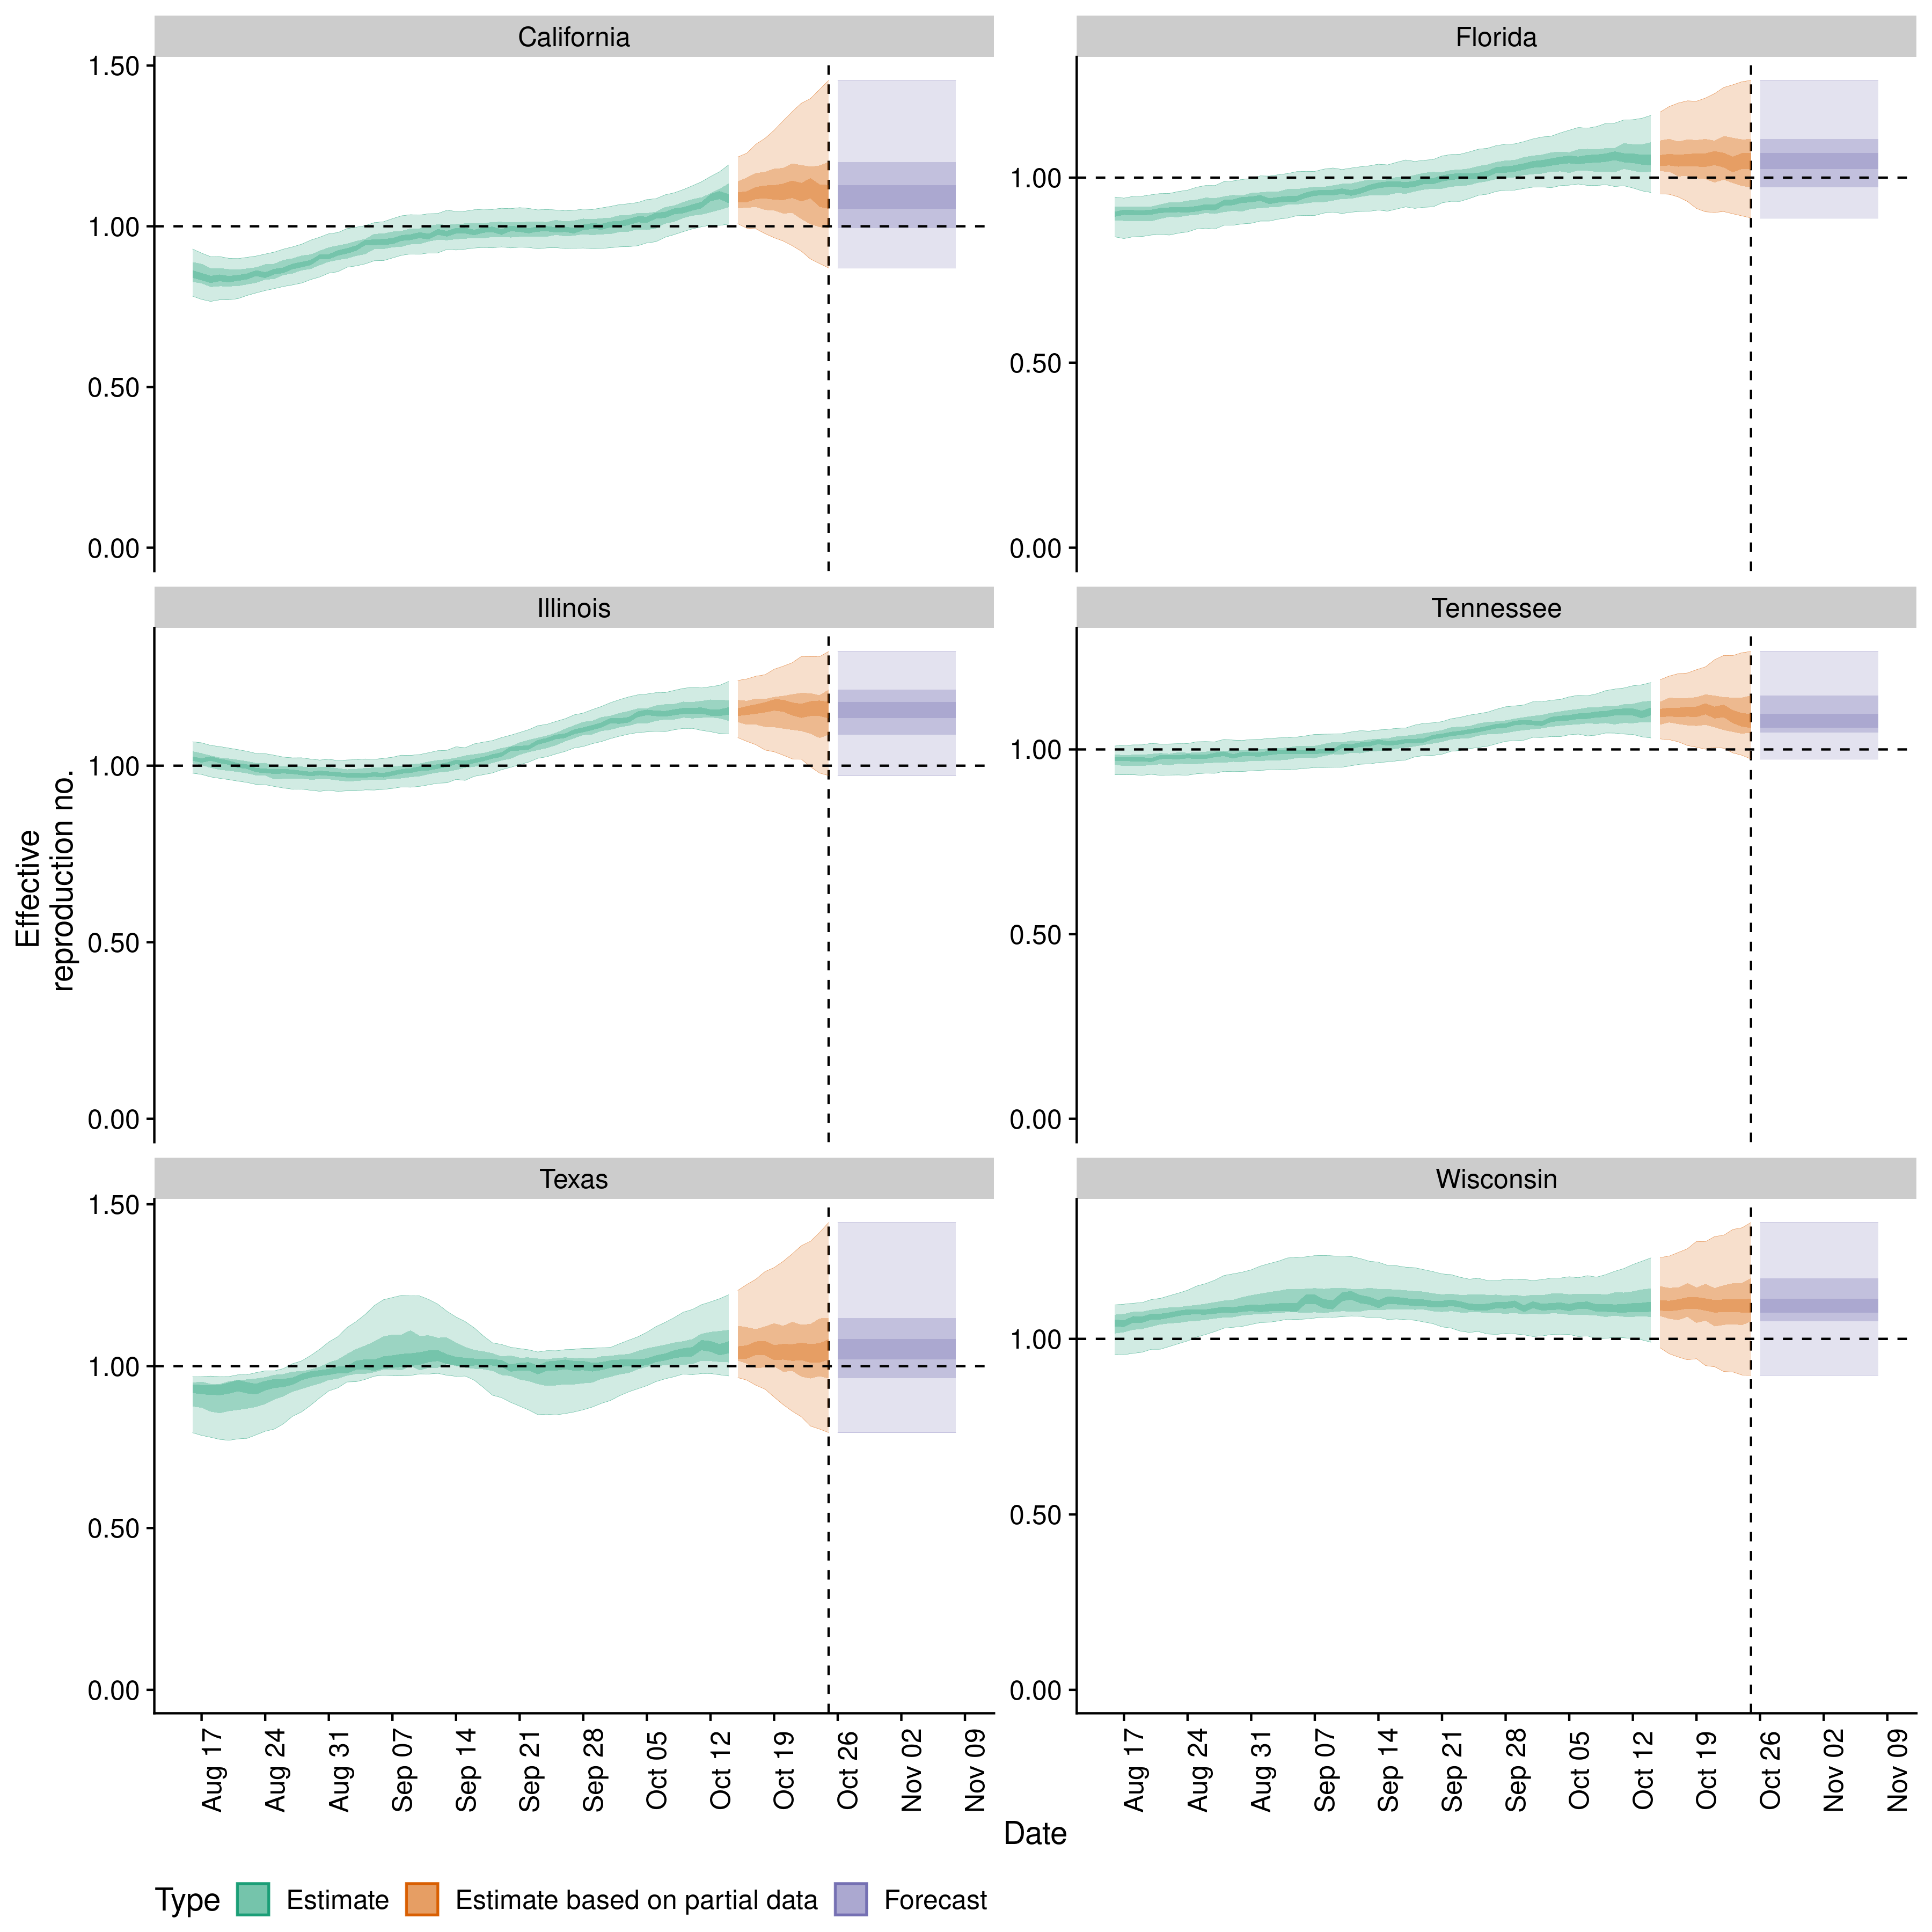 California
Florida
1.50
1.00
0.50
0.00
1.00
0.50
0.00
Illinois
Tennessee
1.00
0.50
0.00
1.00
0.50
0.00
Effective
reproduction no.
Texas
Wisconsin
1.50
1.00
0.50
0.00
1.00
0.50
0.00
Aug 17
Aug 24
Aug 31
Sep 07
Sep 14
Sep 21
Sep 28
Oct 05
Oct 12
Oct 19
Oct 26
Nov 02
Nov 09
Aug 17
Aug 24
Aug 31
Sep 07
Sep 14
Sep 21
Sep 28
Oct 05
Oct 12
Oct 19
Oct 26
Nov 02
Nov 09
Date
Type Estimate Estimate based on partial data Forecast